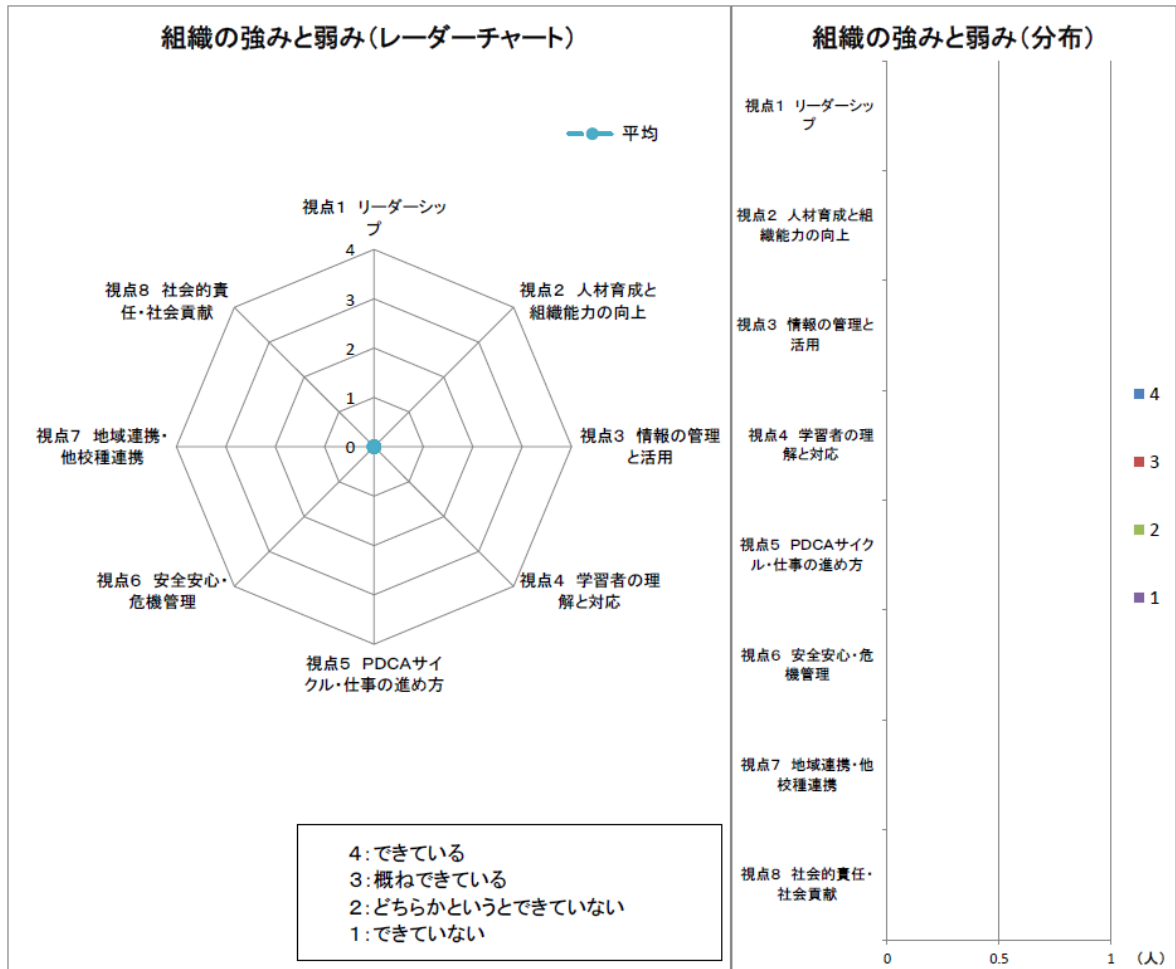 組織の強みと弱み(レーダーチャート)
平均
視点1 リーダーシッ
プ
視点2 人材育成と
組織能力の向上
視点3 情報の管理
と活用
視点4 学習者の理
解と対応
視点5 PDCAサイ
クル・仕事の進め方
視点6 安全安心・
危機管理
視点7 地域連携・
他校種連携
視点8 社会的責
任・社会貢献
4
3
2
1
0
4:できている
3:概ねできている
2:どちらかというとできていない
1:できていない
組織の強みと弱み(分布)
視点1 リーダーシッ
プ
視点2 人材育成と組
織能力の向上
視点3 情報の管理と
活用
視点4 学習者の理
解と対応
視点5 PDCAサイク
ル・仕事の進め方
視点6 安全安心・危
機管理
視点7 地域連携・他
校種連携
視点8 社会的責任・
社会貢献
0 0.5 1 (人)
4
3
2
1